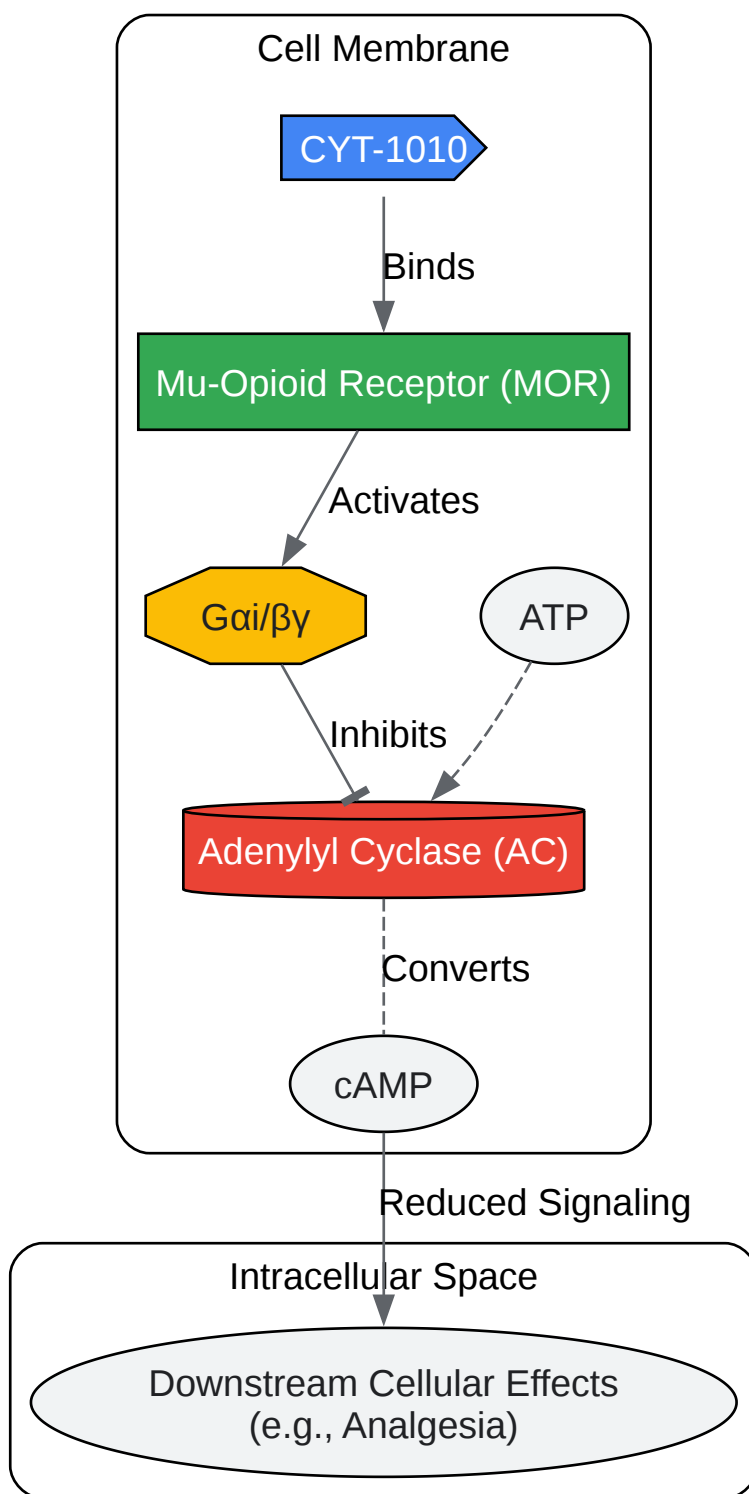 Cell Membrane
CYT-1010
Binds
Mu-Opioid Receptor (MOR)
Activates
Gαi/βγ
ATP
Inhibits
Adenylyl Cyclase (AC)
Converts
cAMP
Reduced Signaling
Intracellular Space
Downstream Cellular Effects
(e.g., Analgesia)